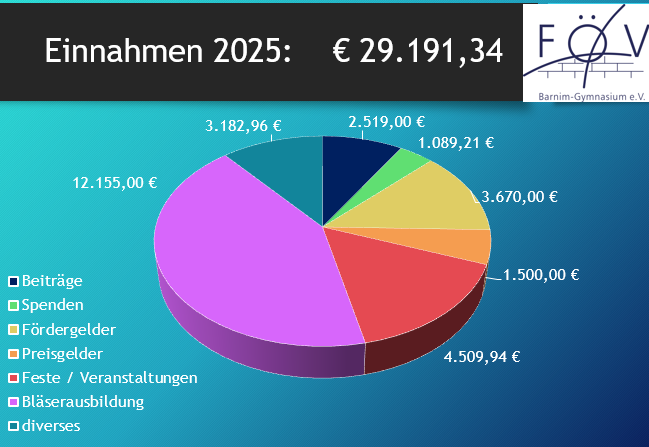 Einnahmen 2025: € 29.191,34
FÖV
Barnim-Gymnasium e.V.
3.182,96 €
2.519,00 €
1.089,21 €
12.155,00 €
3.670,00 €
1.500,00 €
4.509,94 €
Beiträge
Spenden
Fördergelder
Preisgelder
Feste / Veranstaltungen
Bläserausbildung
diverses